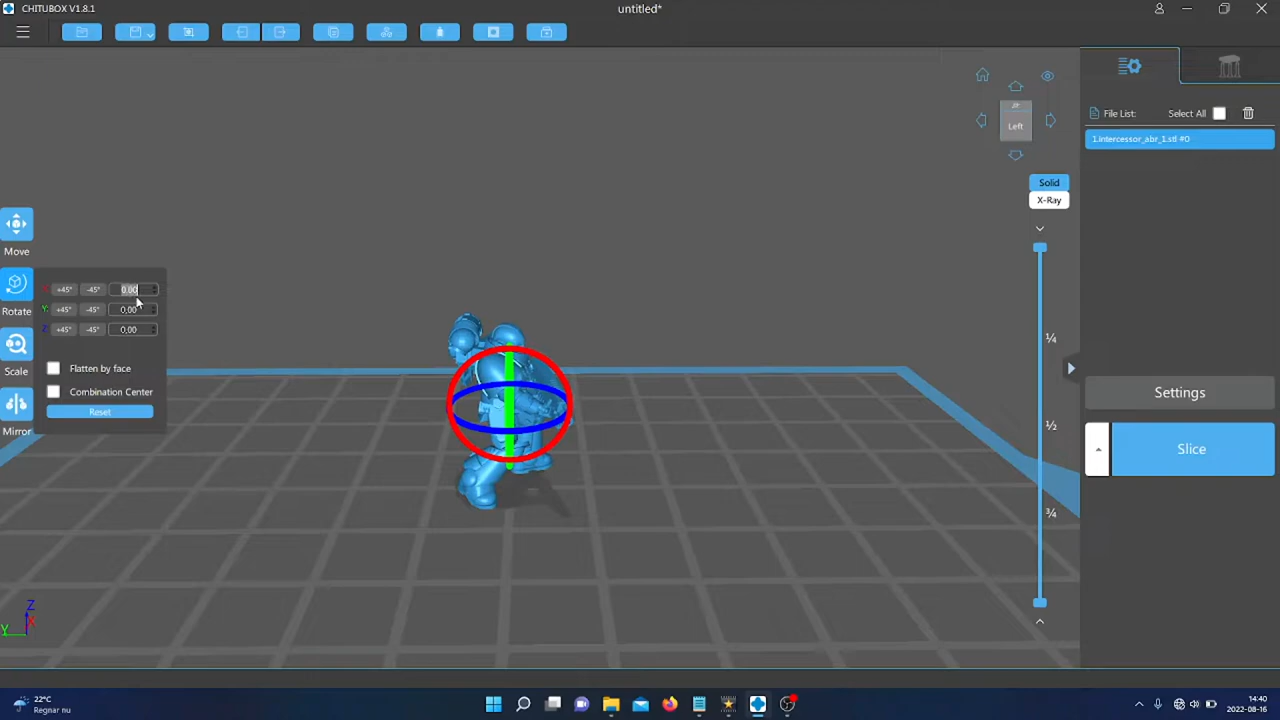 CHITUBOX V1.8.1
untitled*
Left
File List:
Select All
1.Intercessor_abr_1.stl #0
Solid
X-Ray
Move
X: +45° -45° 0.00
Y: +45° -45° 0.00
Z: +45° -45° 0.00
Rotate
Flatten by face
Scale
Combination Center
Reset
Mirror
¼
½
¾
Settings
Slice
Z
X
Y
22°C
Regnar nu
14:40
2022-08-16